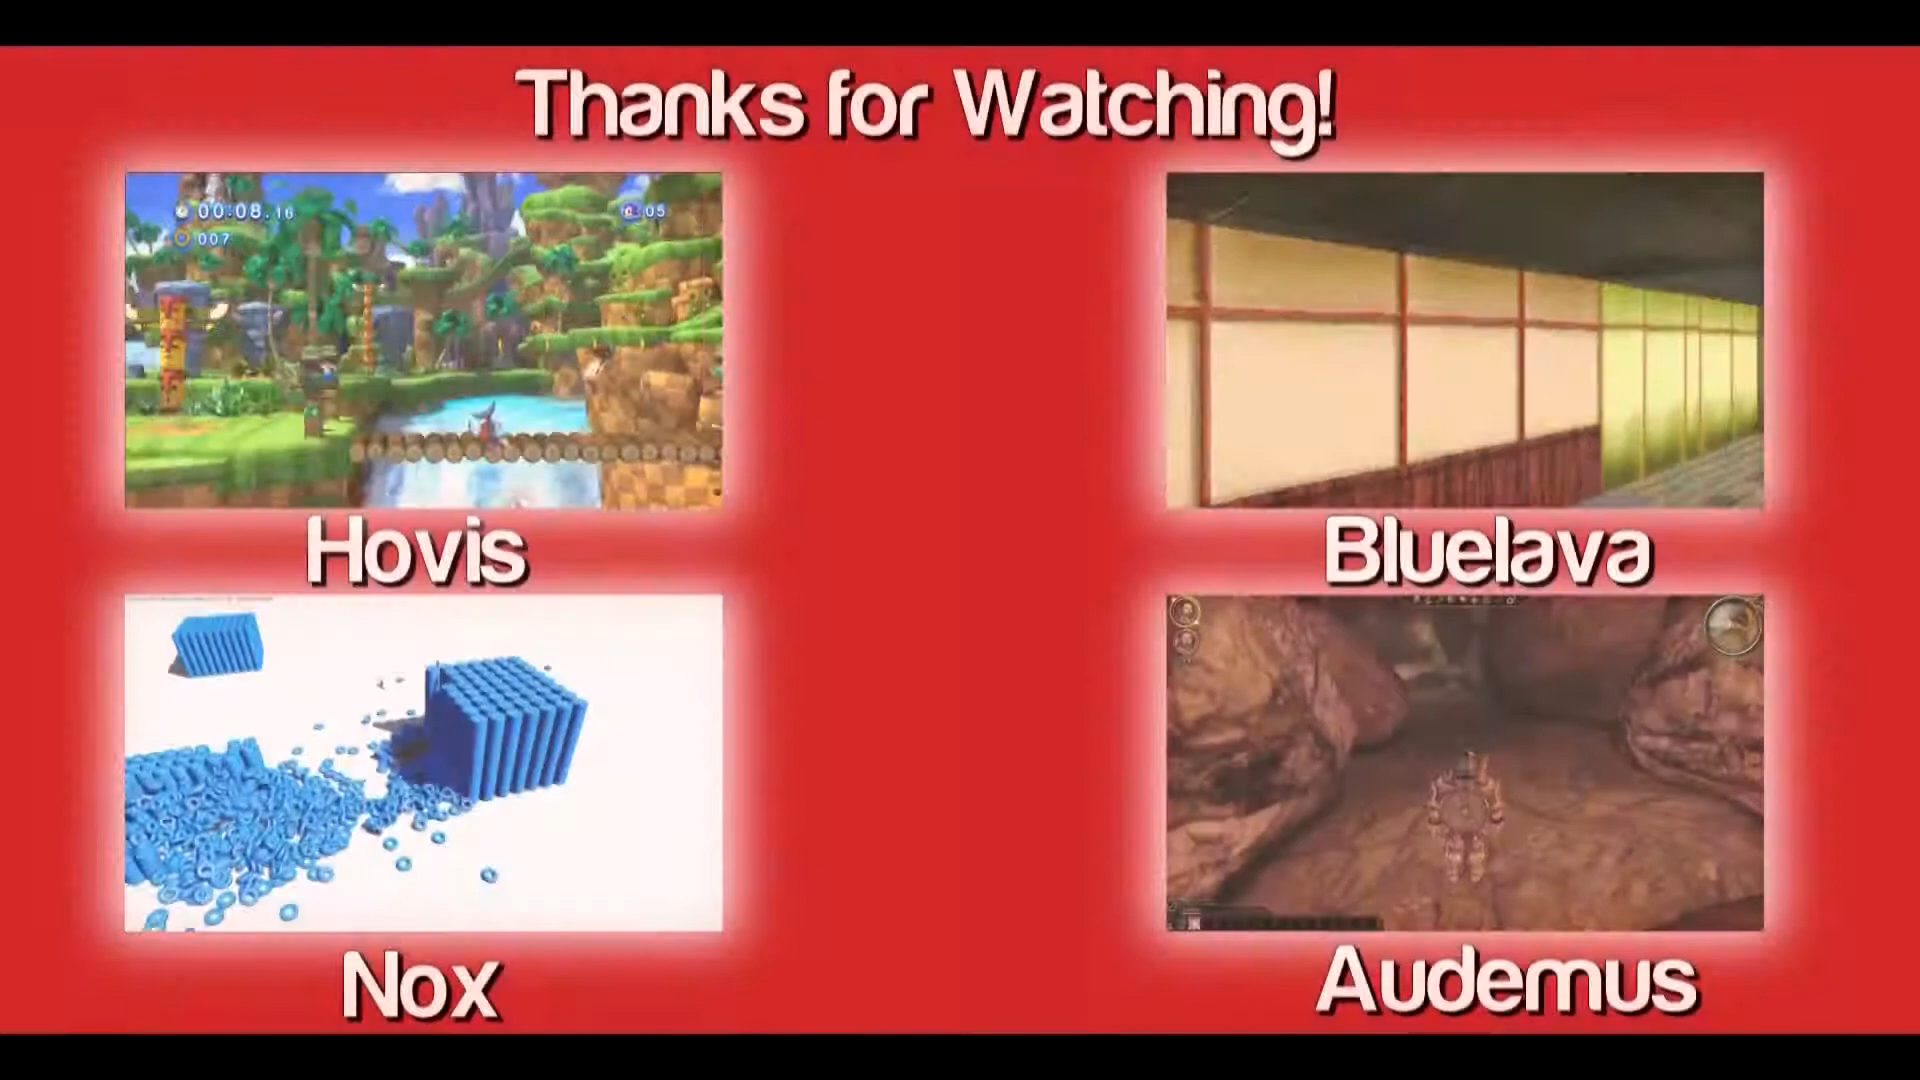 Thanks for Watching!
00:08.16
05
007
Hovis
Bluelava
Nox
Audemus